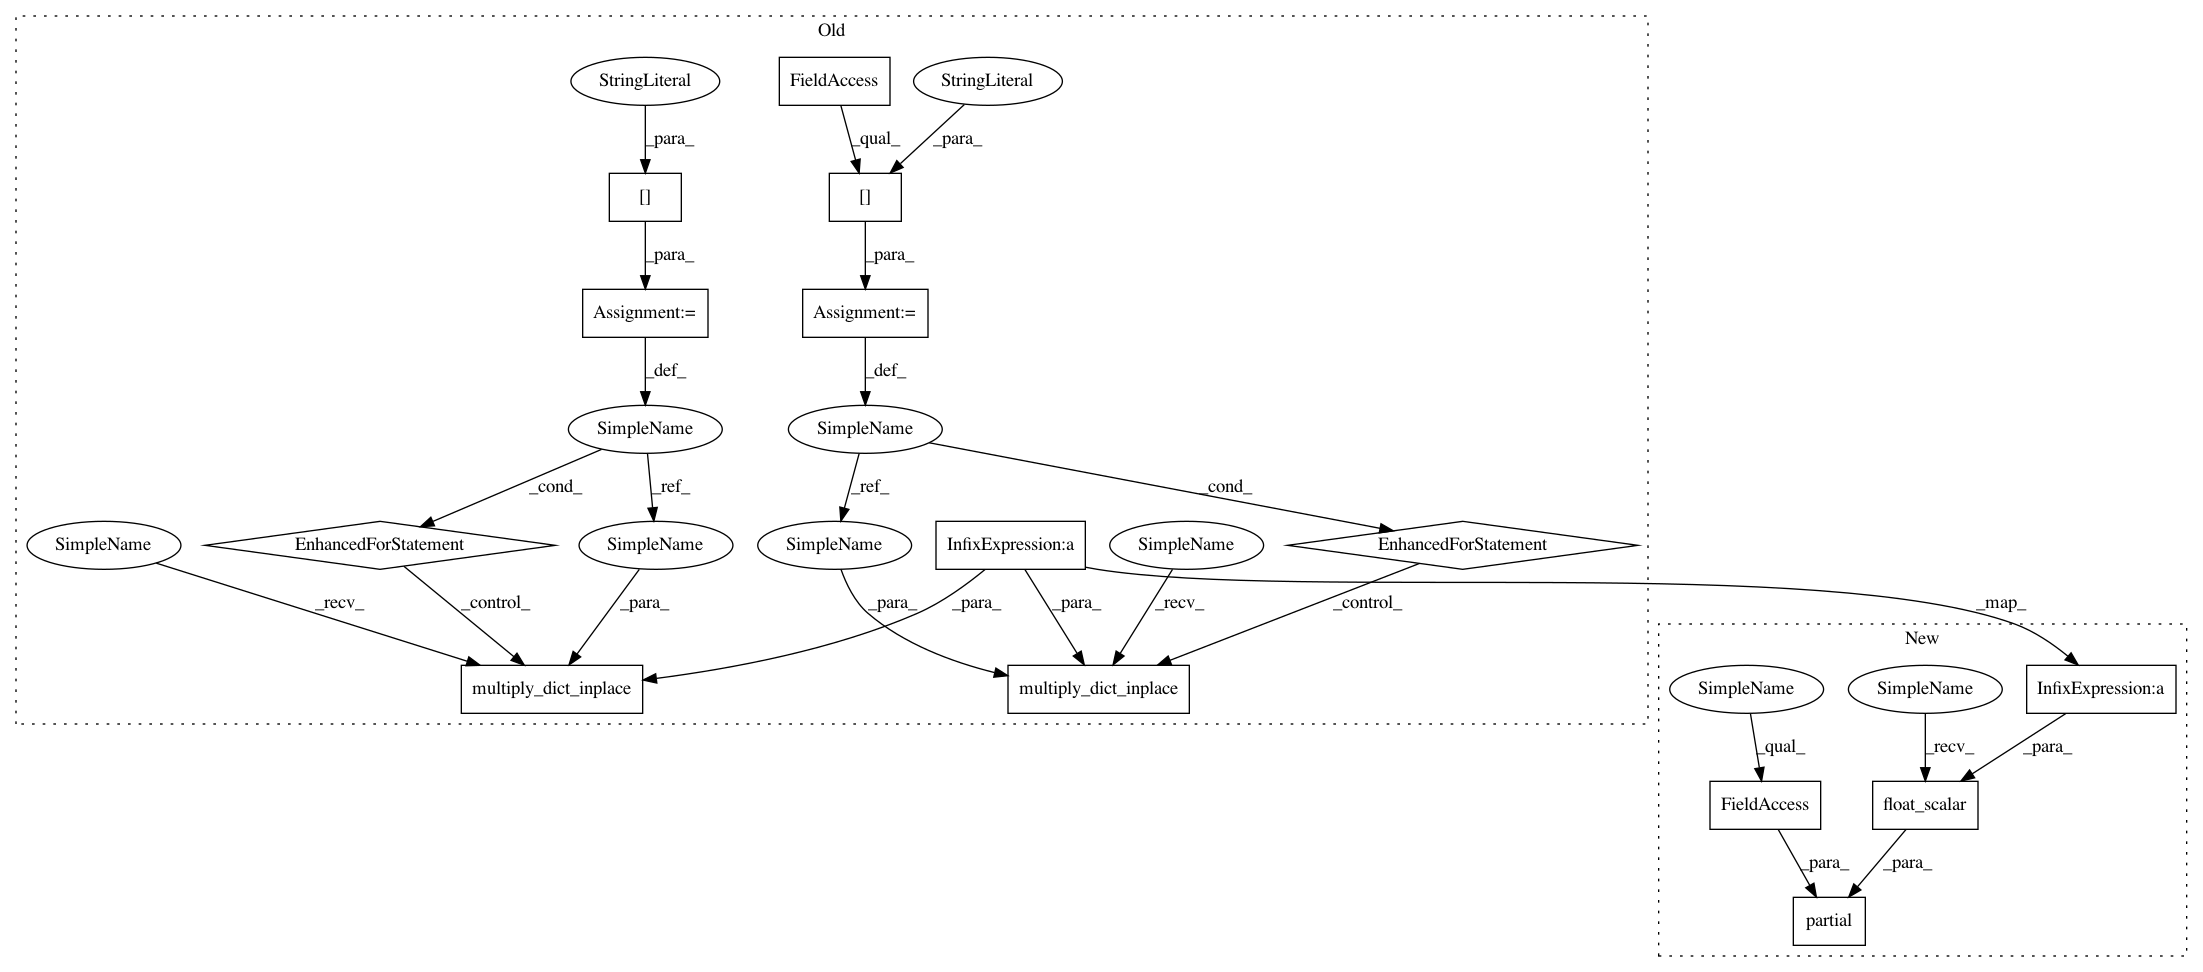 Old
StringLiteral
FieldAccess
StringLiteral
_para_
_qual_
_para_
[]
[]
_para_
_para_
Assignment:=
Assignment:=
_def_
_def_
SimpleName
SimpleName
_cond_
_ref_
_ref_
_cond_
SimpleName
EnhancedForStatement
SimpleName
SimpleName
InfixExpression:a
SimpleName
EnhancedForStatement
_recv_
_control_
_para_
_para_
_para_
_para_
_recv_
_control_
_map_
New
multiply_dict_inplace
multiply_dict_inplace
SimpleName
SimpleName
InfixExpression:a
_qual_
_recv_
_para_
FieldAccess
float_scalar
_para_
_para_
partial